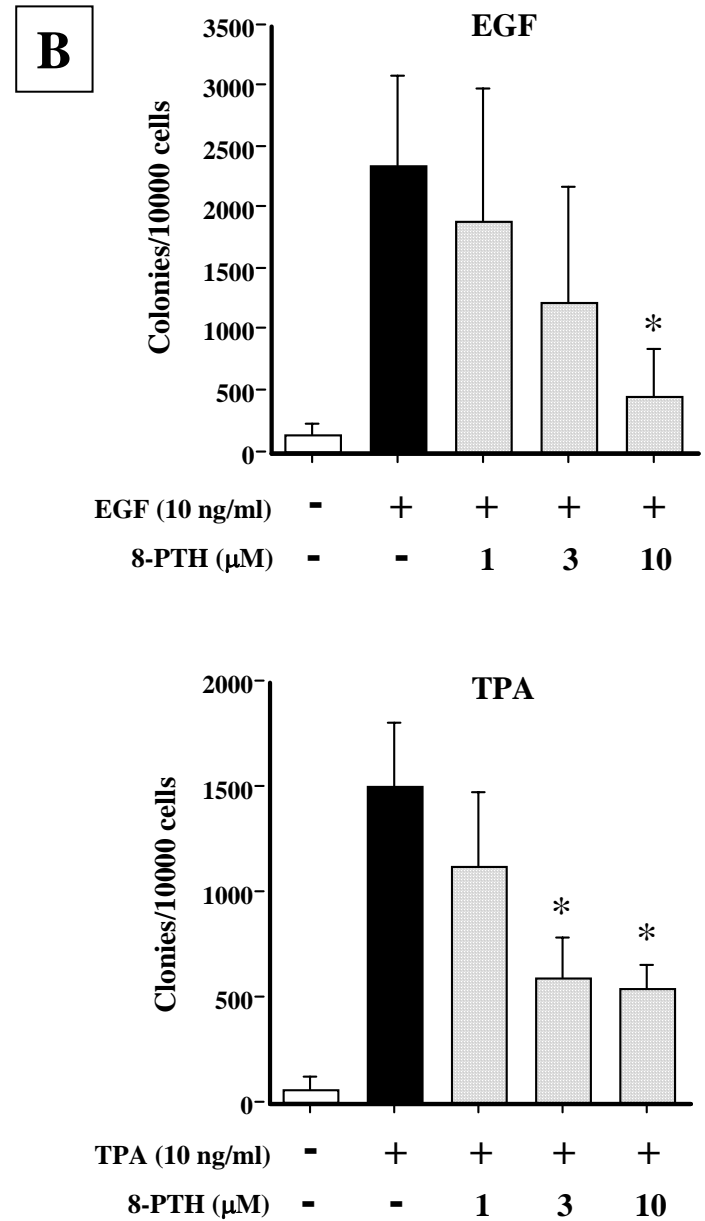 B
EGF
Colonies/10000 cells
3500
3000
2500
2000
1500
1000
500
0
*
EGF (10 ng/ml) - + + + +
8-PTH (μM) - - 1 3 10
TPA
Clonies/10000 cells
2000
1500
1000
500
0
* *
TPA (10 ng/ml) - + + + +
8-PTH (μM) - - 1 3 10